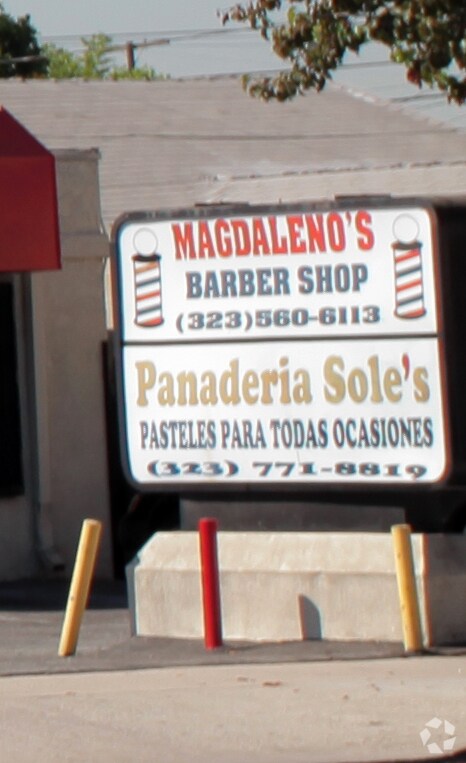 MAGDALENO'S
BARBER SHOP
(323)560-6113
Panaderia Sole's
PASTELES PARA TODAS OCASIONES
(323) 771-8819